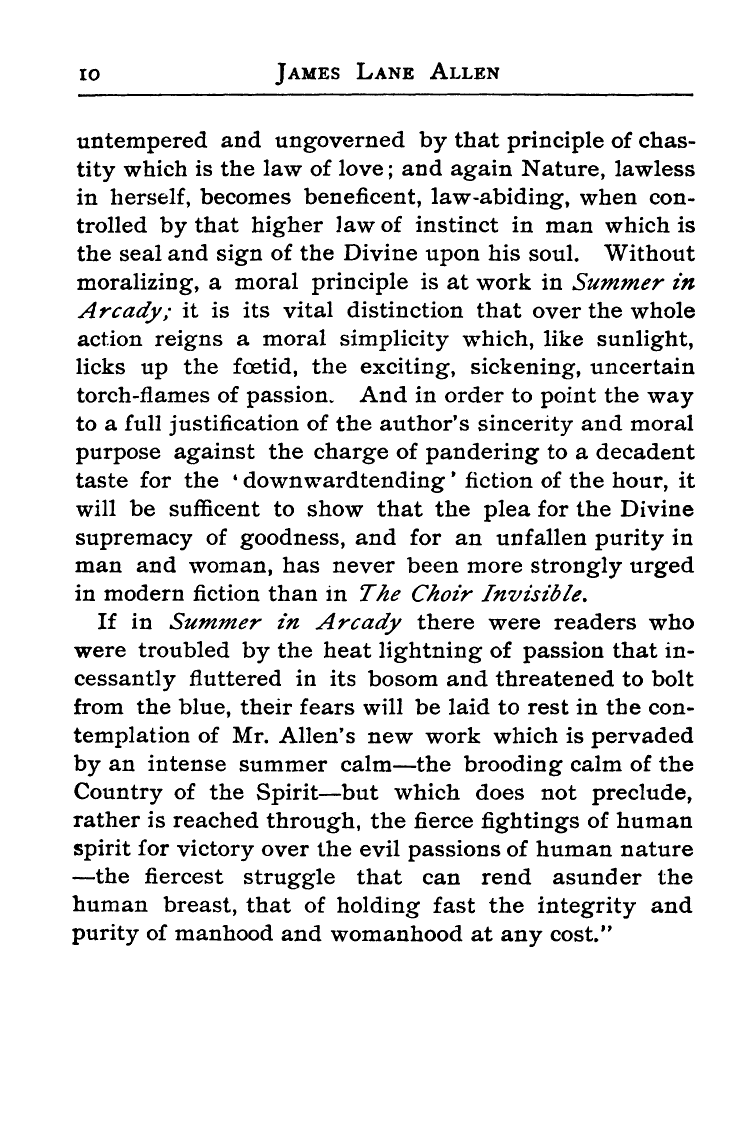 10 JAMES LANE ALLEN
untempered and ungoverned by that principle of chas-
tity which is the law of love; and again Nature, lawless
in herself, becomes beneficent, law-abiding, when con-
trolled by that higher law of instinct in man which is
the seal and sign of the Divine upon his soul. Without
moralizing, a moral principle is at work in Summer in
Arcady; it is its vital distinction that over the whole
action reigns a moral simplicity which, like sunlight,
licks up the fœtid, the exciting, sickening, uncertain
torch-flames of passion. And in order to point the way
to a full justification of the author's sincerity and moral
purpose against the charge of pandering to a decadent
taste for the ‘downwardtending’ fiction of the hour, it
will be sufficent to show that the plea for the Divine
supremacy of goodness, and for an unfallen purity in
man and woman, has never been more strongly urged
in modern fiction than in The Choir Invisible.
If in Summer in Arcady there were readers who
were troubled by the heat lightning of passion that in-
cessantly fluttered in its bosom and threatened to bolt
from the blue, their fears will be laid to rest in the con-
templation of Mr. Allen's new work which is pervaded
by an intense summer calm—the brooding calm of the
Country of the Spirit—but which does not preclude,
rather is reached through, the fierce fightings of human
spirit for victory over the evil passions of human nature
—the fiercest struggle that can rend asunder the
human breast, that of holding fast the integrity and
purity of manhood and womanhood at any cost.”